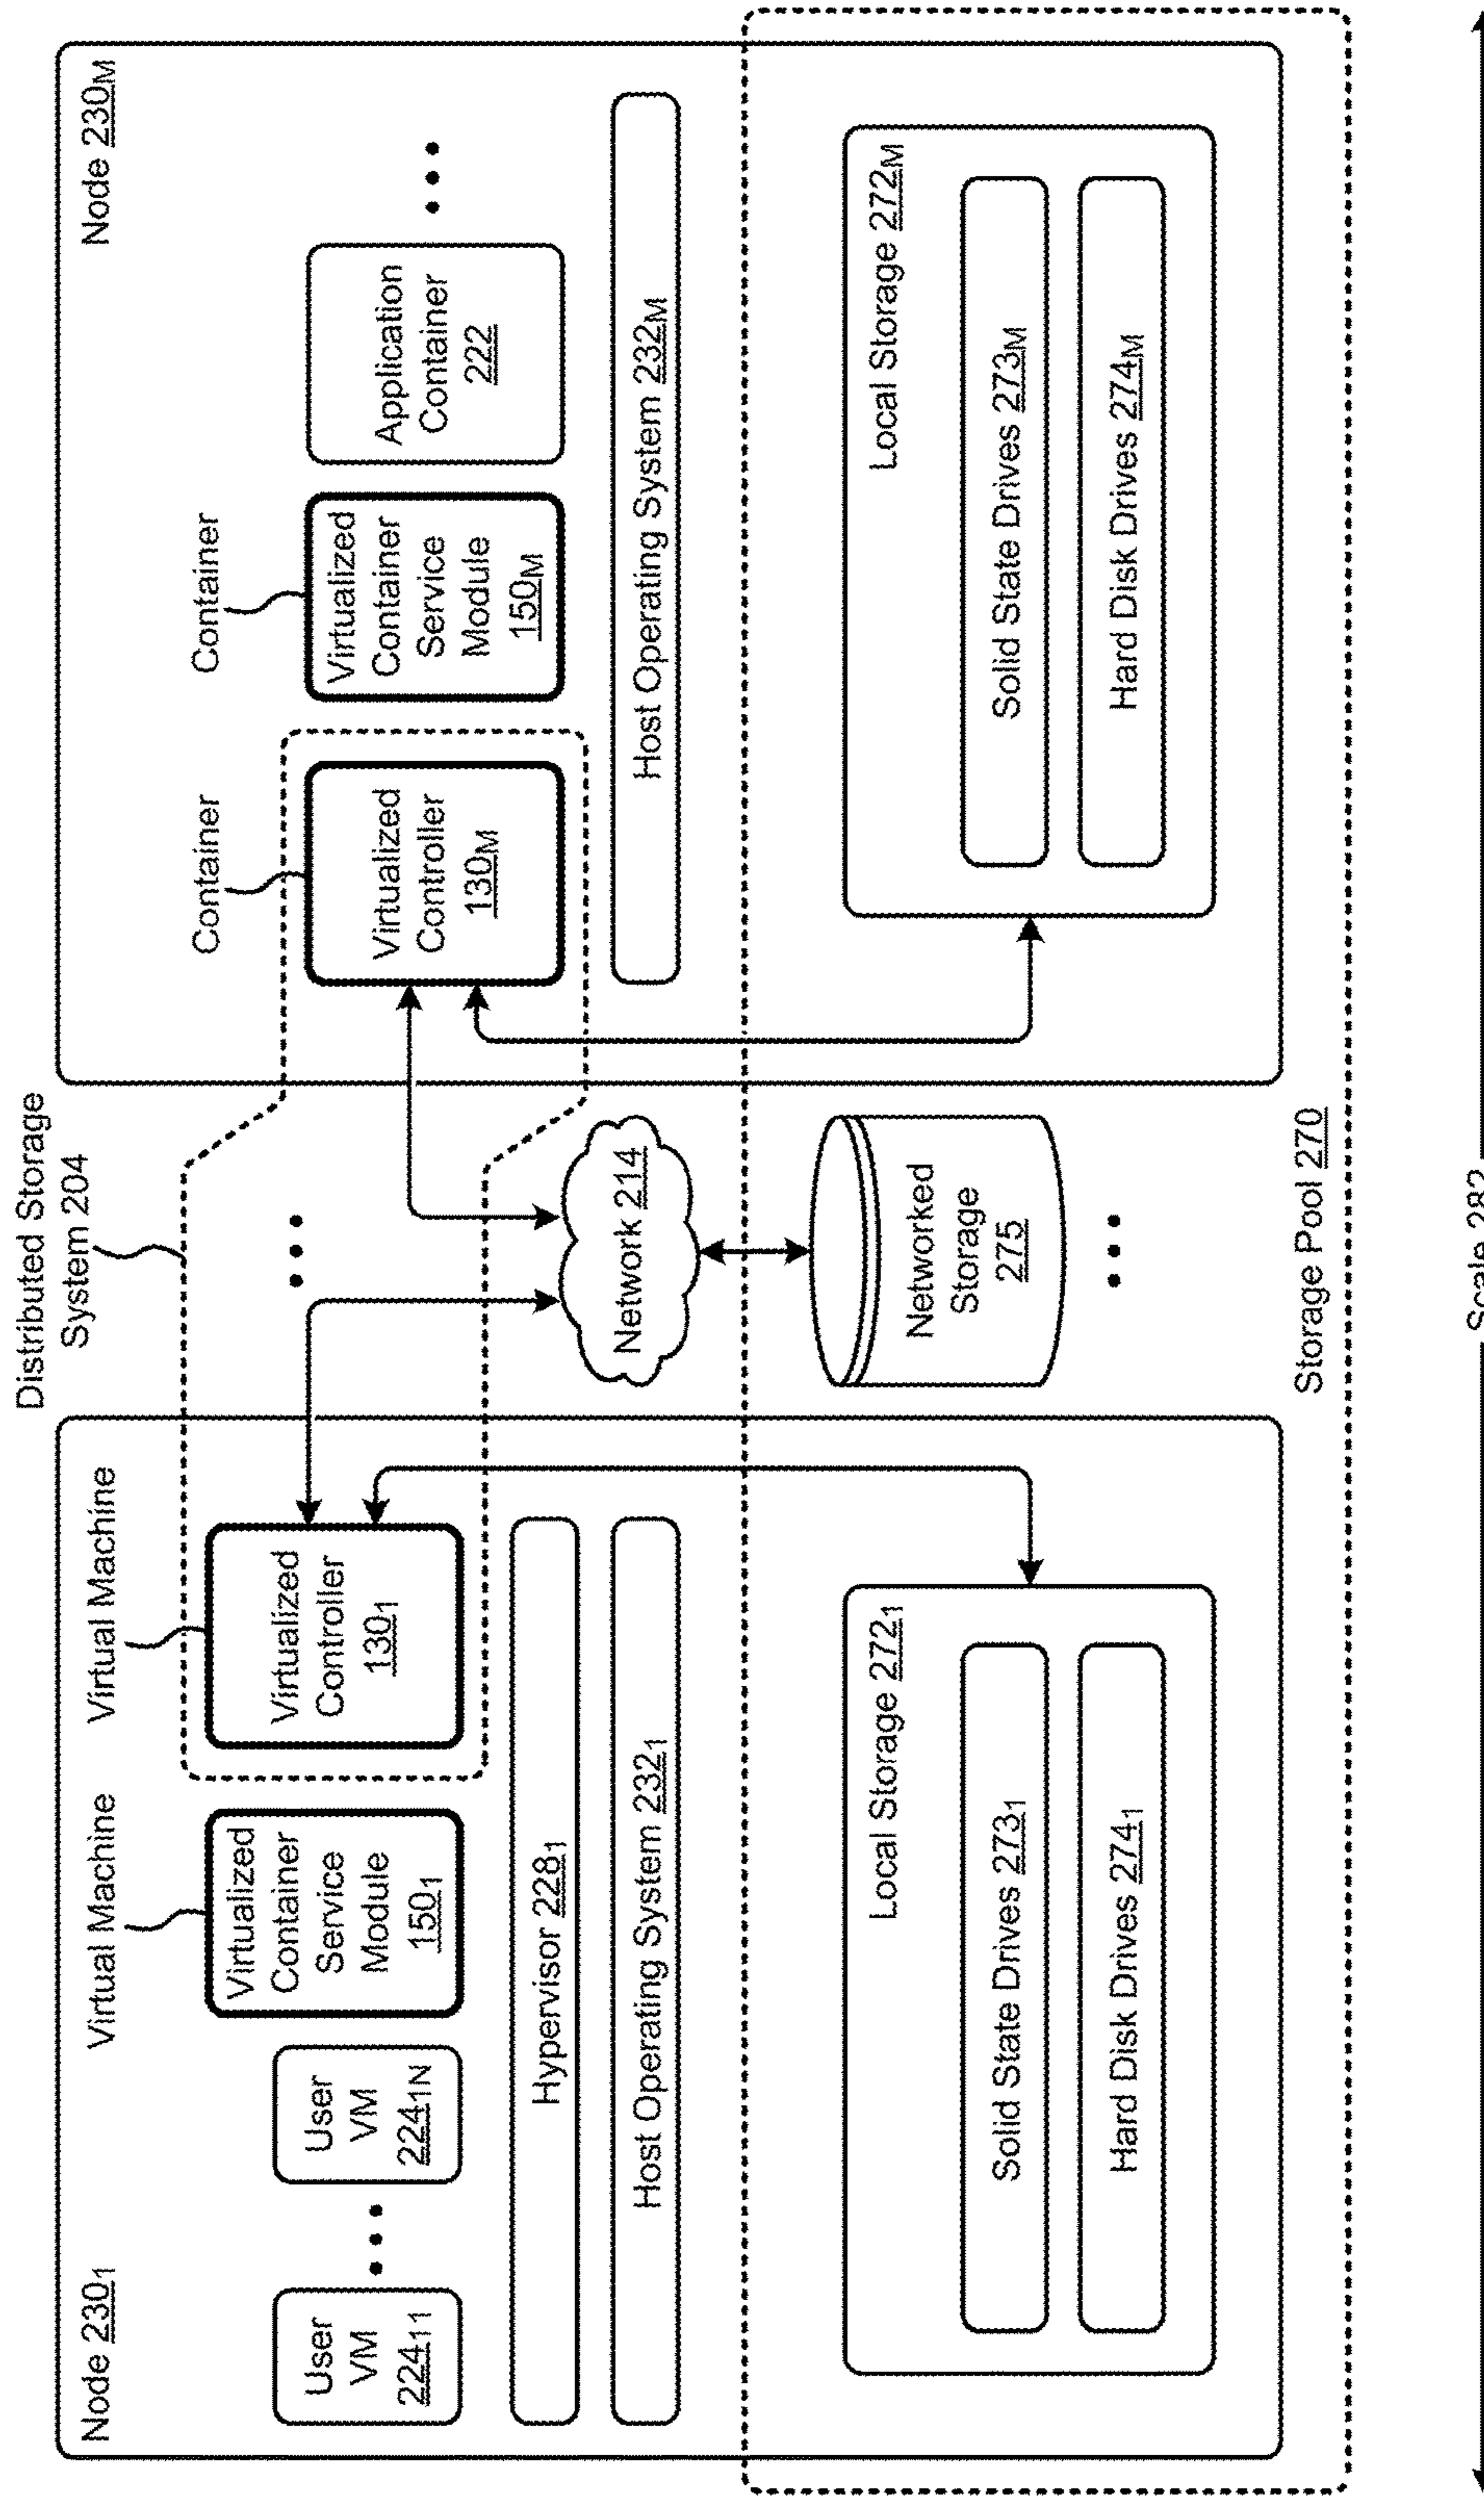 Distributed Storage
System 204
Node 230₁
Virtual Machine
Virtual Machine
User
VM
224₁₁
• • •
User
VM
224₁N
Virtualized
Container
Service
Module
150₁
Virtualized
Controller
130₁
Hypervisor 228₁
Host Operating System 232₁
Local Storage 272₁
Solid State Drives 273₁
Hard Disk Drives 274₁
• • •
Network 214
Networked
Storage
275
• • •
Node 230M
Container
Container
Virtualized
Controller
130M
Virtualized
Container
Service
Module
150M
Application
Container
222
• • •
Host Operating System 232M
Local Storage 272M
Solid State Drives 273M
Hard Disk Drives 274M
Storage Pool 270
Scale 282